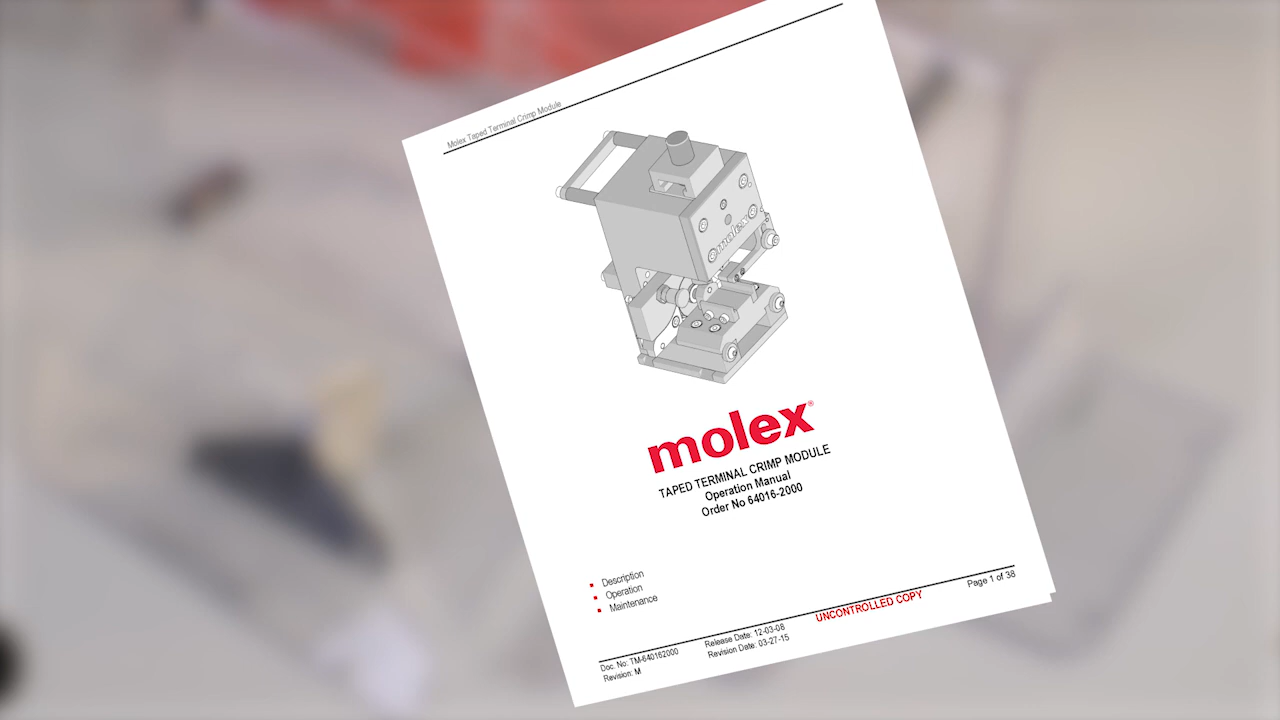 Molex Taped Terminal Crimp Module
molex
molex®
TAPED TERMINAL CRIMP MODULE
Operation Manual
Order No 64016-2000
Description
Operation
Maintenance
Doc. No: TM-640162000
Release Date: 12-03-08
UNCONTROLLED COPY
Page 1 of 38
Revision: M
Revision Date: 03-27-15